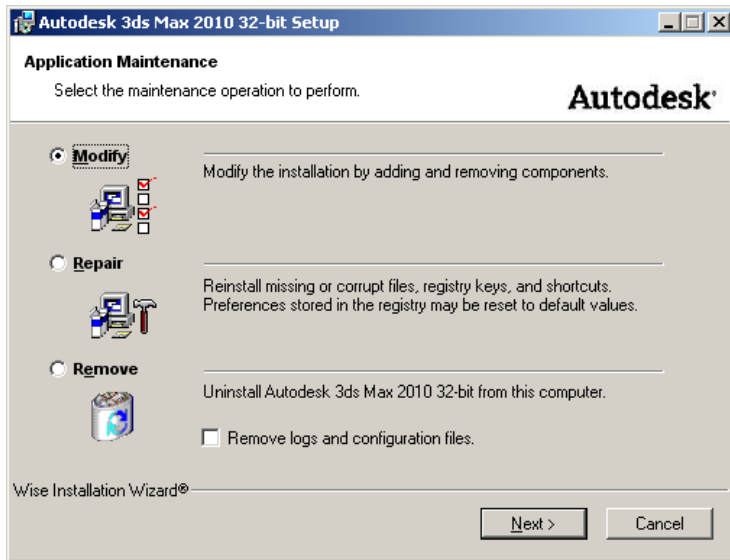 Autodesk 3ds Max 2010 32-bit Setup
Application Maintenance
Select the maintenance operation to perform.
Autodesk®
Modify
Modify the installation by adding and removing components.
Repair
Reinstall missing or corrupt files, registry keys, and shortcuts.
Preferences stored in the registry may be reset to default values.
Remove
Uninstall Autodesk 3ds Max 2010 32-bit from this computer.
Remove logs and configuration files.
Wise Installation Wizard®
Next >
Cancel